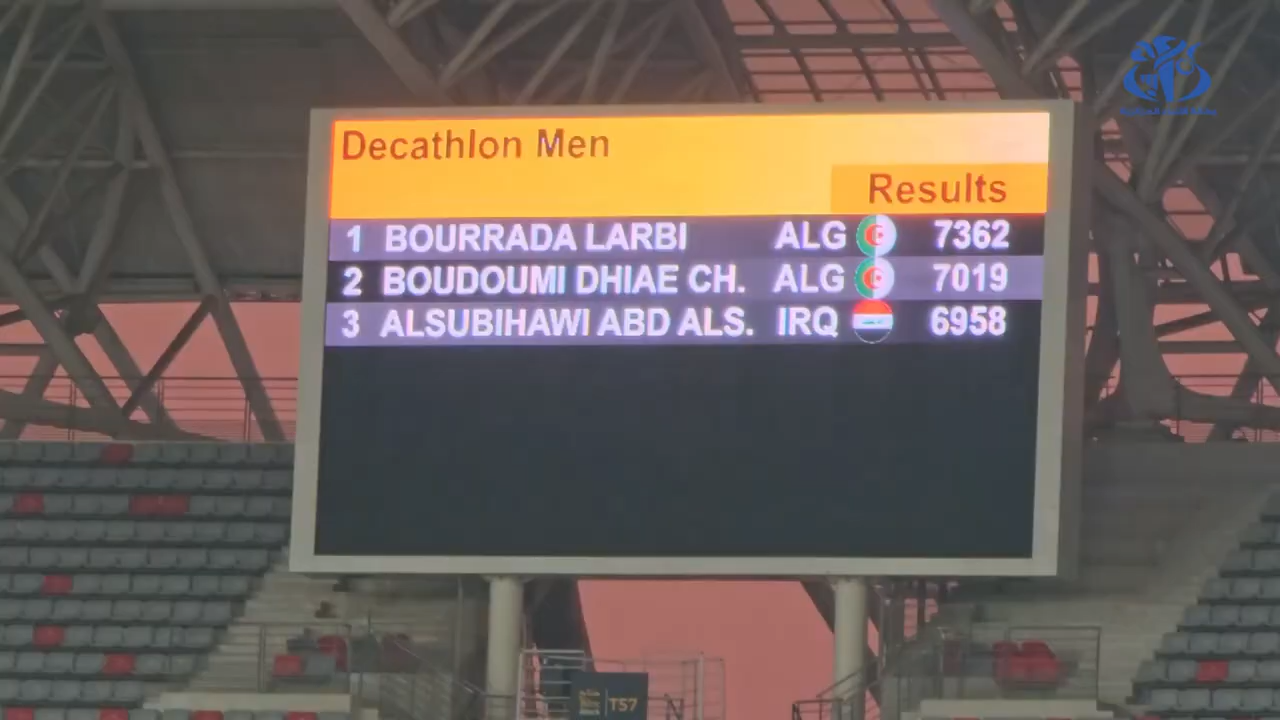 Decathlon Men
Results
1 BOURRADA LARBI ALG 7362
2 BOUDOUMI DHIAE CH. ALG 7019
3 ALSUBIHAWI ABD ALS. IRQ 6958
T57